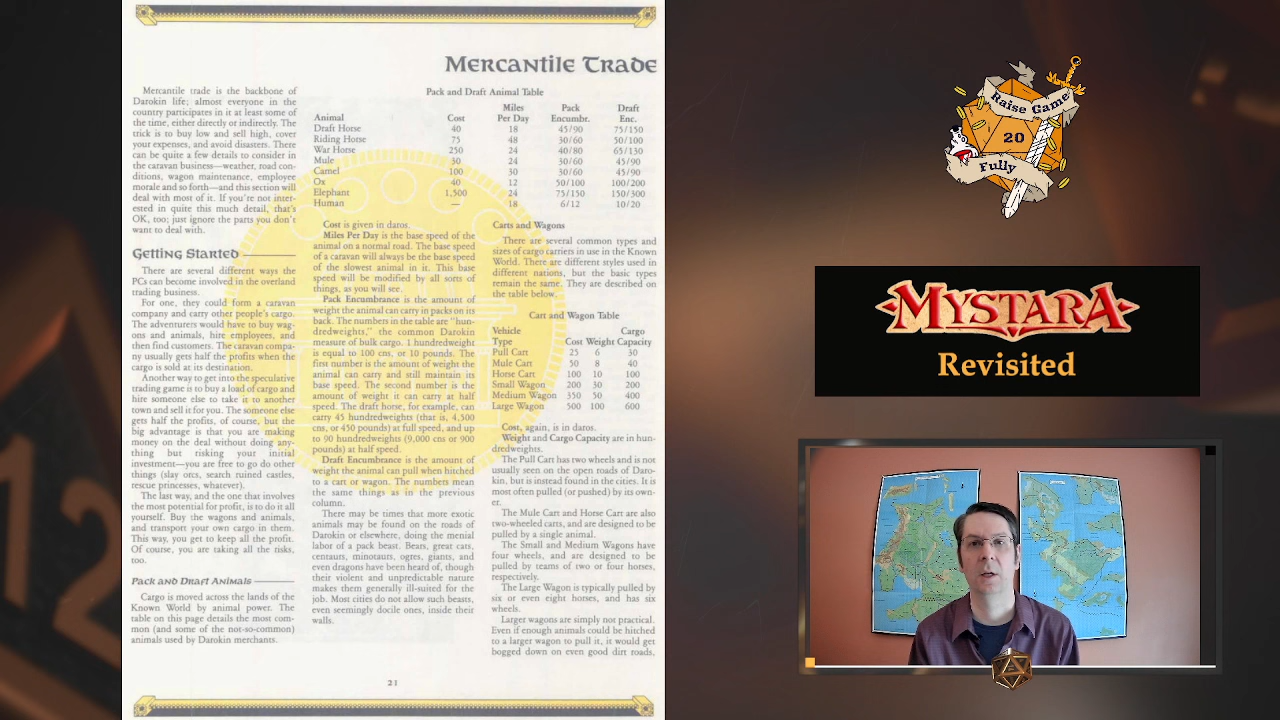 Mercantile Trade
Mercantile trade is the backbone of
Darokin life; almost everyone in the
country participates in it at least some of
the time, either directly or indirectly. The
trick is to buy low and sell high, cover
your expenses, and avoid disasters. There
can be quite a few details to consider in
the caravan business—weather, road con-
ditions, wagon maintenance, employee
morale and so forth—and this section will
deal with most of it. If you're not inter-
ested in quite this much detail, that's
OK, too; just ignore the parts you don't
want to deal with.
Getting Started
There are several different ways the
PCs can become involved in the overland
trading business.
For one, they could form a caravan
company and carry other people's cargo.
The adventurers would have to buy wag-
ons and animals, hire employees, and
then find customers. The caravan compa-
ny usually gets half the profits when the
cargo is sold at its destination.
Another way to get into the speculative
trading game is to buy a load of cargo and
hire someone else to take it to another
town and sell it for you. The someone else
gets half the profits, of course, but the
big advantage is that you are making
money on the deal without doing any-
thing but risking your initial
investment—you are free to go do other
things (slay orcs, search ruined castles,
rescue princesses, whatever).
The last way, and the one that involves
the most potential for profit, is to do it all
yourself. Buy the wagons and animals,
and transport your own cargo in them.
This way, you get to keep all the profit.
Of course, you are taking all the risks,
too.
Pack and Draft Animals
Cargo is moved across the lands of the
Known World by animal power. The
table on this page details the most com-
mon (and some of the not-so-common)
animals used by Darokin merchants.
Pack and Draft Animal Table
Miles Pack Draft
Animal Cost Per Day Encumbr. Enc.
Draft Horse 40 18 45/90 75/150
Riding Horse 75 48 30/60 50/100
War Horse 250 24 40/80 65/130
Mule 30 24 30/60 45/90
Camel 100 30 30/60 45/90
Ox 40 12 50/100 100/200
Elephant 1,500 24 75/150 150/300
Human — 18 6/12 10/20
Cost is given in daros.
Miles Per Day is the base speed of the
animal on a normal road. The base speed
of a caravan will always be the base speed
of the slowest animal in it. This base
speed will be modified by all sorts of
things, as you will see.
Pack Encumbrance is the amount of
weight the animal can carry in packs on its
back. The numbers in the table are "hun-
dredweights," the common Darokin
measure of bulk cargo. 1 hundredweight
is equal to 100 cns, or 10 pounds. The
first number is the amount of weight the
animal can carry and still maintain its
base speed. The second number is the
amount of weight it can carry at half
speed. The draft horse, for example, can
carry 45 hundredweights (that is, 4,500
cns, or 450 pounds) at full speed, and up
to 90 hundredweights (9,000 cns or 900
pounds) at half speed.
Draft Encumbrance is the amount of
weight the animal can pull when hitched
to a cart or wagon. The numbers mean
the same things as in the previous
column.
There may be times that more exotic
animals may be found on the roads of
Darokin or elsewhere, doing the menial
labor of a pack beast. Bears, great cats,
centaurs, minotaurs, ogres, giants, and
even dragons have been heard of, though
their violent and unpredictable nature
makes them generally ill-suited for the
job. Most cities do not allow such beasts,
even seemingly docile ones, inside their
walls.
Carts and Wagons
There are several common types and
sizes of cargo carriers in use in the Known
World. There are different styles used in
different nations, but the basic types
remain the same. They are described on
the table below.
Cart and Wagon Table
Vehicle Cargo
Type Cost Weight Capacity
Pull Cart 25 6 30
Mule Cart 50 8 40
Horse Cart 100 10 100
Small Wagon 200 30 200
Medium Wagon 350 50 400
Large Wagon 500 100 600
Cost, again, is in daros.
Weight and Cargo Capacity are in hun-
dredweights.
The Pull Cart has two wheels and is not
usually seen on the open roads of Daro-
kin, but is instead found in the cities. It is
most often pulled (or pushed) by its own-
er.
The Mule Cart and Horse Cart are also
two-wheeled carts, and are designed to be
pulled by a single animal.
The Small and Medium Wagons have
four wheels, and are designed to be
pulled by teams of two or four horses,
respectively.
The Large Wagon is typically pulled by
six or even eight horses, and has six
wheels.
Larger wagons are simply not practical.
Even if enough animals could be hitched
to a larger wagon to pull it, it would get
bogged down on even good dirt roads.
21
Raise Game
20
Fully
MYSTARA
Revisited
12